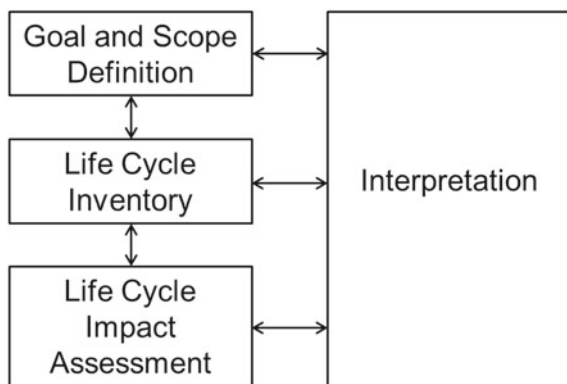 Goal and Scope
Definition
Life Cycle
Inventory
Interpretation
Life Cycle
Impact
Assessment